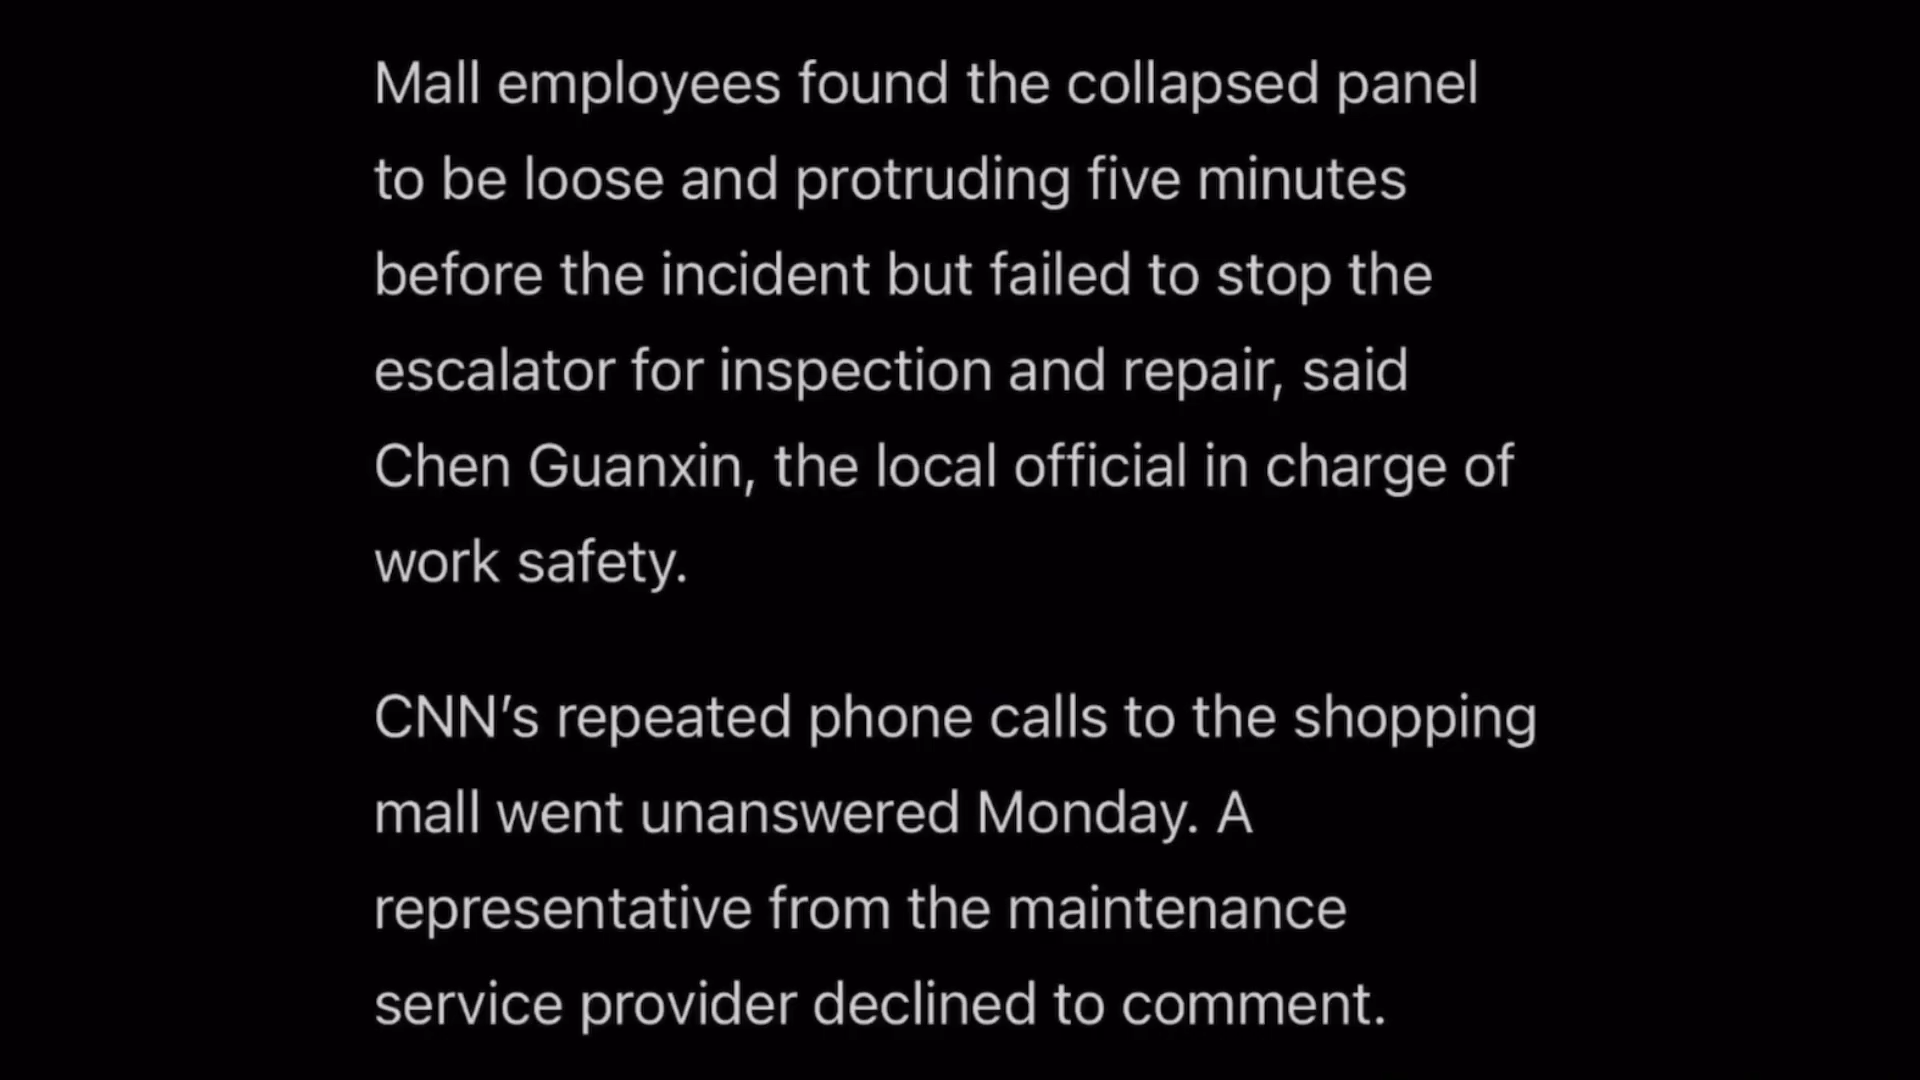 Mall employees found the collapsed panel
to be loose and protruding five minutes
before the incident but failed to stop the
escalator for inspection and repair, said
Chen Guanxin, the local official in charge of
work safety.
CNN’s repeated phone calls to the shopping
mall went unanswered Monday. A
representative from the maintenance
service provider declined to comment.